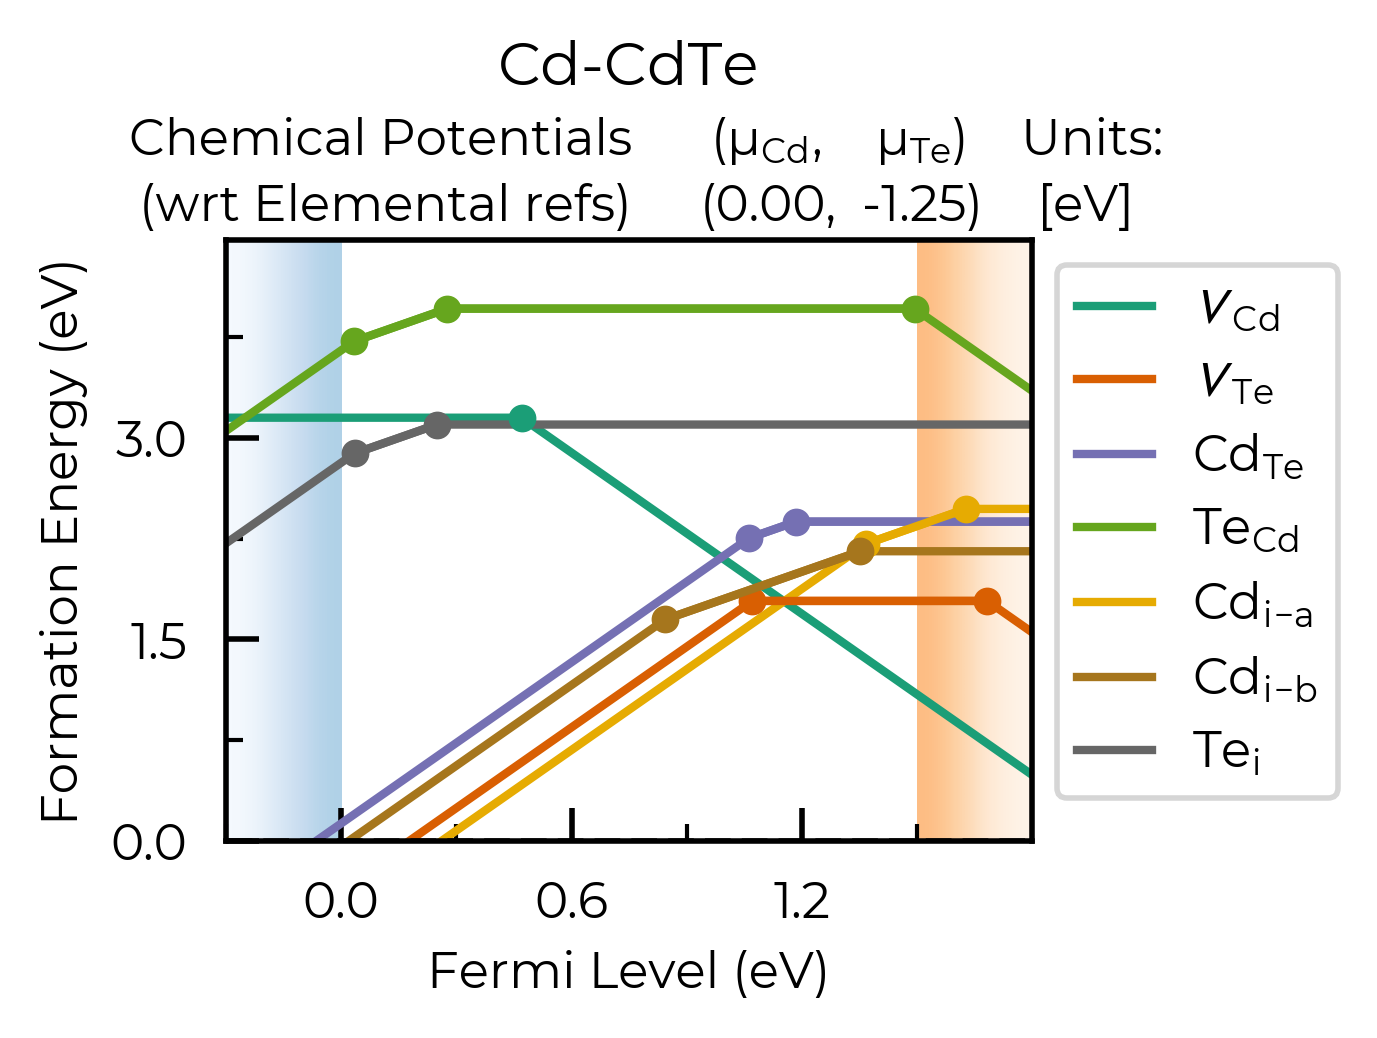 Cd-CdTe
Chemical Potentials (μCd, μTe) Units:
(wrt Elemental refs) (0.00, -1.25) [eV]
Formation Energy (eV)
3.0
1.5
0.0
0.0 0.6 1.2
Fermi Level (eV)
VCd
VTe
CdTe
TeCd
Cdi−a
Cdi−b
Tei